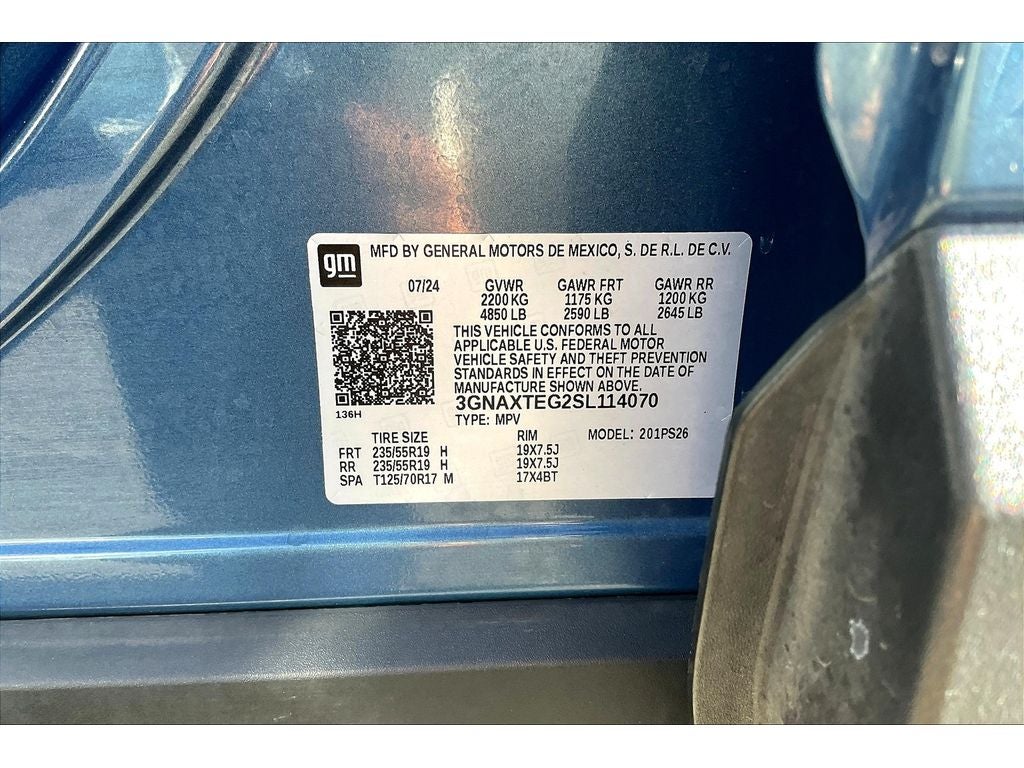 gm
MFD BY GENERAL MOTORS DE MEXICO, S. DE R.L. DE C.V.
07/24 GVWR GAWR FRT GAWR RR
2200 KG 1175 KG 1200 KG
4850 LB 2590 LB 2645 LB
THIS VEHICLE CONFORMS TO ALL
APPLICABLE U.S. FEDERAL MOTOR
VEHICLE SAFETY AND THEFT PREVENTION
STANDARDS IN EFFECT ON THE DATE OF
MANUFACTURE SHOWN ABOVE.
3GNAXTEG2SL114070
136H
TYPE: MPV MODEL: 201PS26
TIRE SIZE RIM
FRT 235/55R19 H 19X7.5J
RR 235/55R19 H 19X7.5J
SPA T125/70R17 M 17X4BT